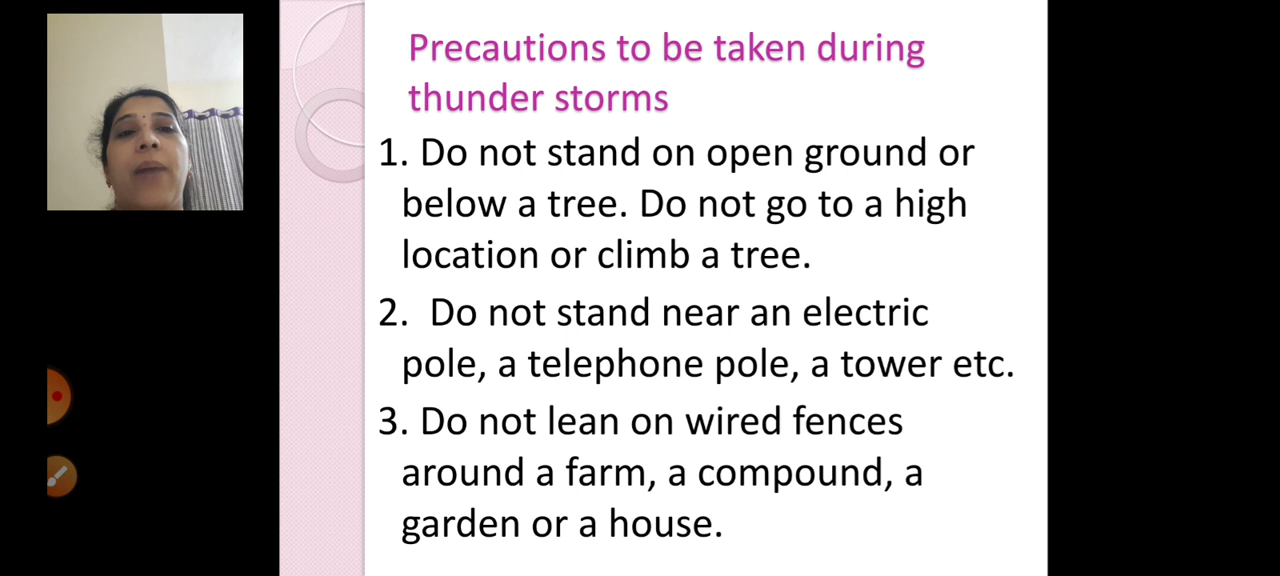 Precautions to be taken during
thunder storms
1. Do not stand on open ground or
below a tree. Do not go to a high
location or climb a tree.
2. Do not stand near an electric
pole, a telephone pole, a tower etc.
3. Do not lean on wired fences
around a farm, a compound, a
garden or a house.